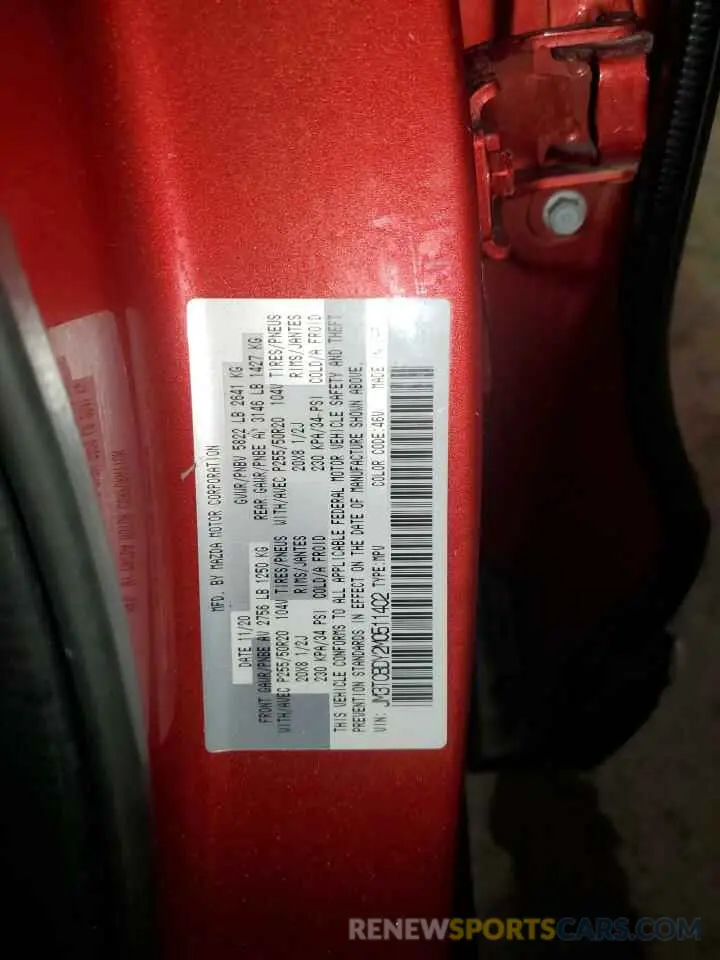 MFD. BY MAZDA MOTOR CORPORATION
DATE 11/20 GVWR/PNBV 5822 LB 2641 KG
FRONT GAWR/PNBE AV 2756 LB 1250 KG REAR GAWR/PNBE AR 3146 LB 1427 KG
WITH/AVEC P255/50R20 104V TIRES/PNEUS WITH/AVEC P255/50R20 104V TIRES/PNEUS
20X8 1/2J RIMS/JANTES 20X8 1/2J RIMS/JANTES
230 KPA/34 PSI COLD/A FROID 230 KPA/34 PSI COLD/A FROID
THIS VEHICLE CONFORMS TO ALL APPLICABLE FEDERAL MOTOR VEHICLE SAFETY AND THEFT
PREVENTION STANDARDS IN EFFECT ON THE DATE OF MANUFACTURE SHOWN ABOVE.
VIN: JM3TCBDY2M0511402 TYPE:MPV COLOR CODE:46V MADE
RENEWSPORTSCARS.COM